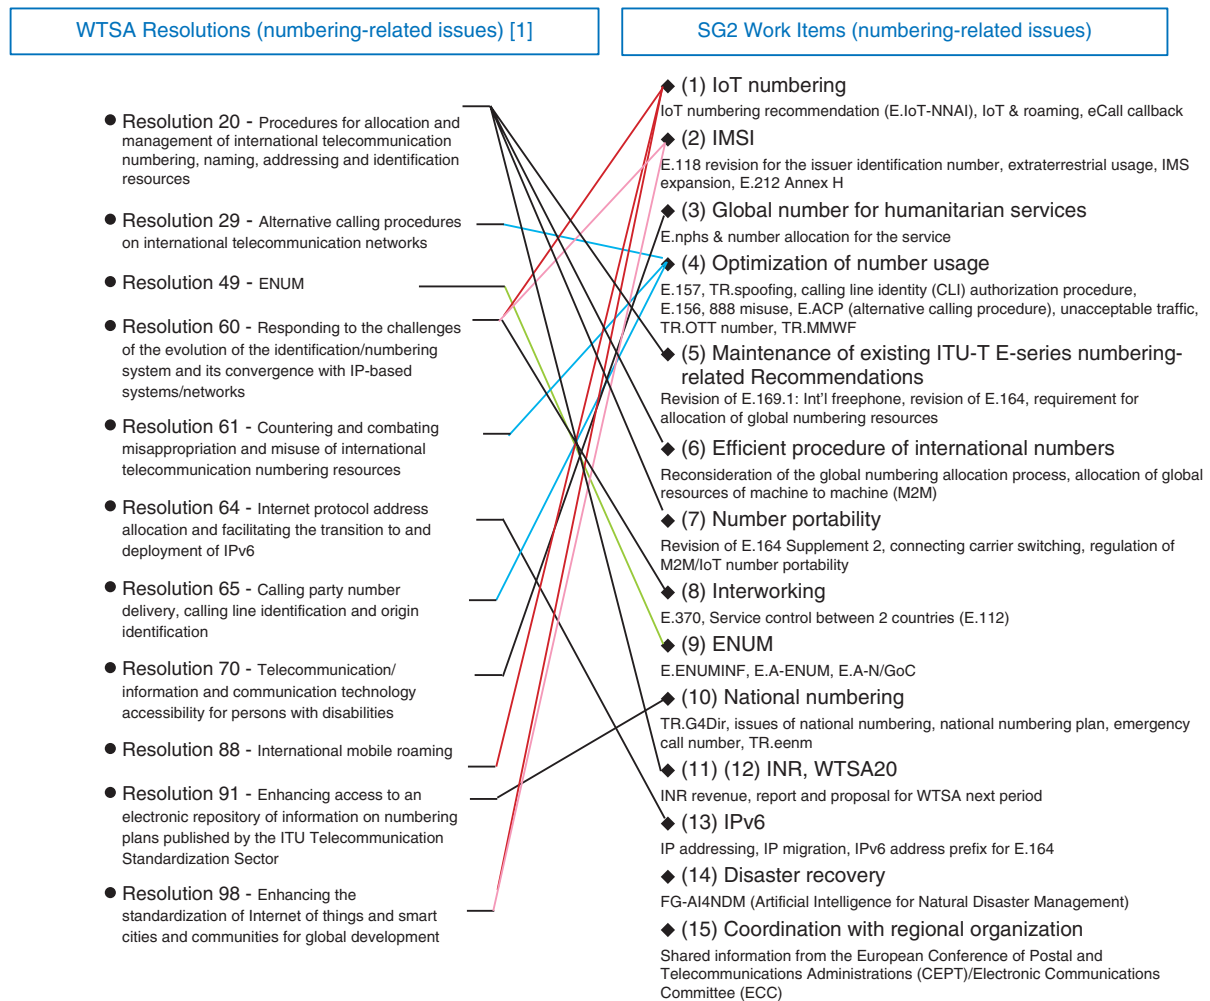 WTSA Resolutions (numbering-related issues) [1]
● Resolution 20 - Procedures for allocation and
management of international telecommunication
numbering, naming, addressing and identification
resources
● Resolution 29 - Alternative calling procedures
on international telecommunication networks
● Resolution 49 - ENUM
● Resolution 60 - Responding to the challenges
of the evolution of the identification/numbering
system and its convergence with IP-based
systems/networks
● Resolution 61 - Countering and combating
misappropriation and misuse of international
telecommunication numbering resources
● Resolution 64 - Internet protocol address
allocation and facilitating the transition to and
deployment of IPv6
● Resolution 65 - Calling party number
delivery, calling line identification and origin
identification
● Resolution 70 - Telecommunication/
information and communication technology
accessibility for persons with disabilities
● Resolution 88 - International mobile roaming
● Resolution 91 - Enhancing access to an
electronic repository of information on numbering
plans published by the ITU Telecommunication
Standardization Sector
● Resolution 98 - Enhancing the
standardization of Internet of things and smart
cities and communities for global development
SG2 Work Items (numbering-related issues)
◆ (1) IoT numbering
IoT numbering recommendation (E.IoT-NNAI), IoT & roaming, eCall callback
◆ (2) IMSI
E.118 revision for the issuer identification number, extraterrestrial usage, IMS
expansion, E.212 Annex H
◆ (3) Global number for humanitarian services
E.nphs & number allocation for the service
◆ (4) Optimization of number usage
E.157, TR.spoofing, calling line identity (CLI) authorization procedure,
E.156, 888 misuse, E.ACP (alternative calling procedure), unacceptable traffic,
TR.OTT number, TR.MMWF
◆ (5) Maintenance of existing ITU-T E-series numbering-
related Recommendations
Revision of E.169.1: Int'l freephone, revision of E.164, requirement for
allocation of global numbering resources
◆ (6) Efficient procedure of international numbers
Reconsideration of the global numbering allocation process, allocation of global
resources of machine to machine (M2M)
◆ (7) Number portability
Revision of E.164 Supplement 2, connecting carrier switching, regulation of
M2M/IoT number portability
◆ (8) Interworking
E.370, Service control between 2 countries (E.112)
◆ (9) ENUM
E.ENUMINF, E.A-ENUM, E.A-N/GoC
◆ (10) National numbering
TR.G4Dir, issues of national numbering, national numbering plan, emergency
call number, TR.eenm
◆ (11) (12) INR, WTSA20
INR revenue, report and proposal for WTSA next period
◆ (13) IPv6
IP addressing, IP migration, IPv6 address prefix for E.164
◆ (14) Disaster recovery
FG-AI4NDM (Artificial Intelligence for Natural Disaster Management)
◆ (15) Coordination with regional organization
Shared information from the European Conference of Postal and
Telecommunications Administrations (CEPT)/Electronic Communications
Committee (ECC)